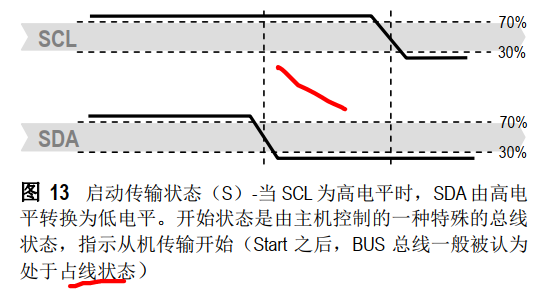 SCL
70%
30%
SDA
70%
30%
图 13 启动传输状态（S）-当 SCL 为高电平时，SDA 由高电
平转换为低电平。开始状态是由主机控制的一种特殊的总线
状态，指示从机传输开始（Start 之后，BUS 总线一般被认为
处于占线状态）